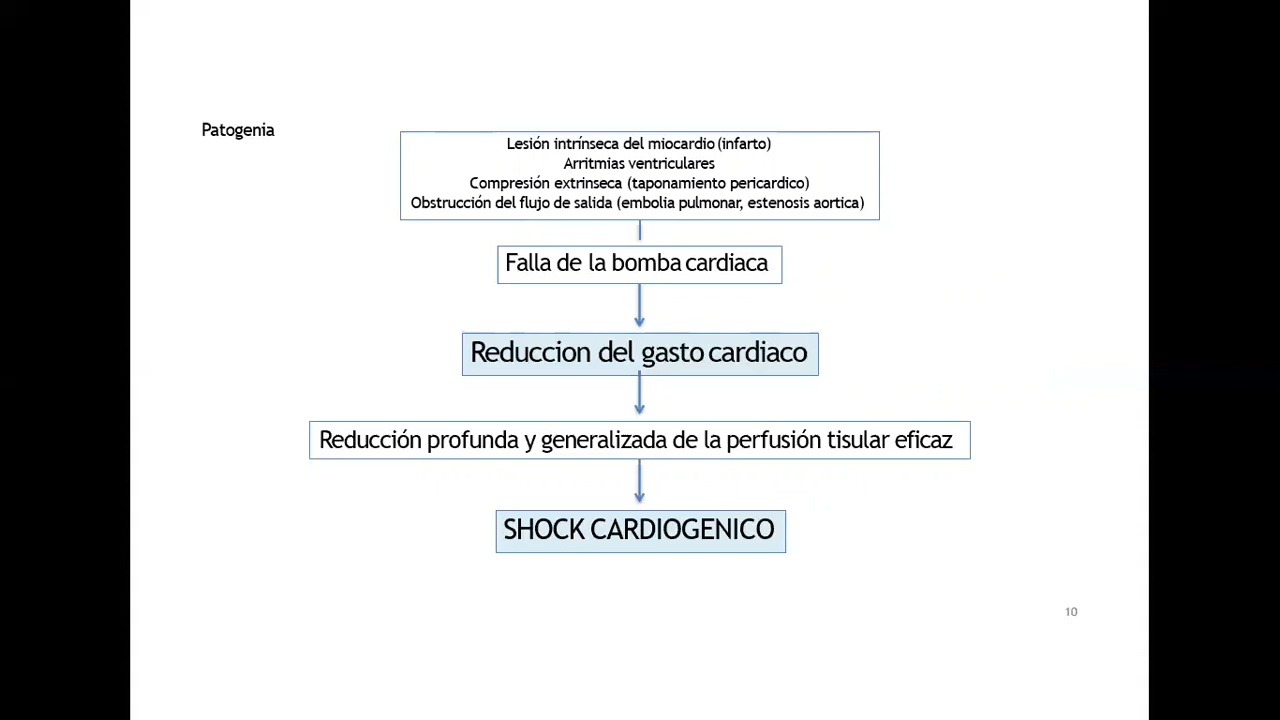 Patogenia
Lesión intrínseca del miocardio (infarto)
Arritmias ventriculares
Compresión extrinseca (taponamiento pericardico)
Obstrucción del flujo de salida (embolia pulmonar, estenosis aortica)
Falla de la bomba cardiaca
Reduccion del gasto cardiaco
Reducción profunda y generalizada de la perfusión tisular eficaz
SHOCK CARDIOGENICO
10